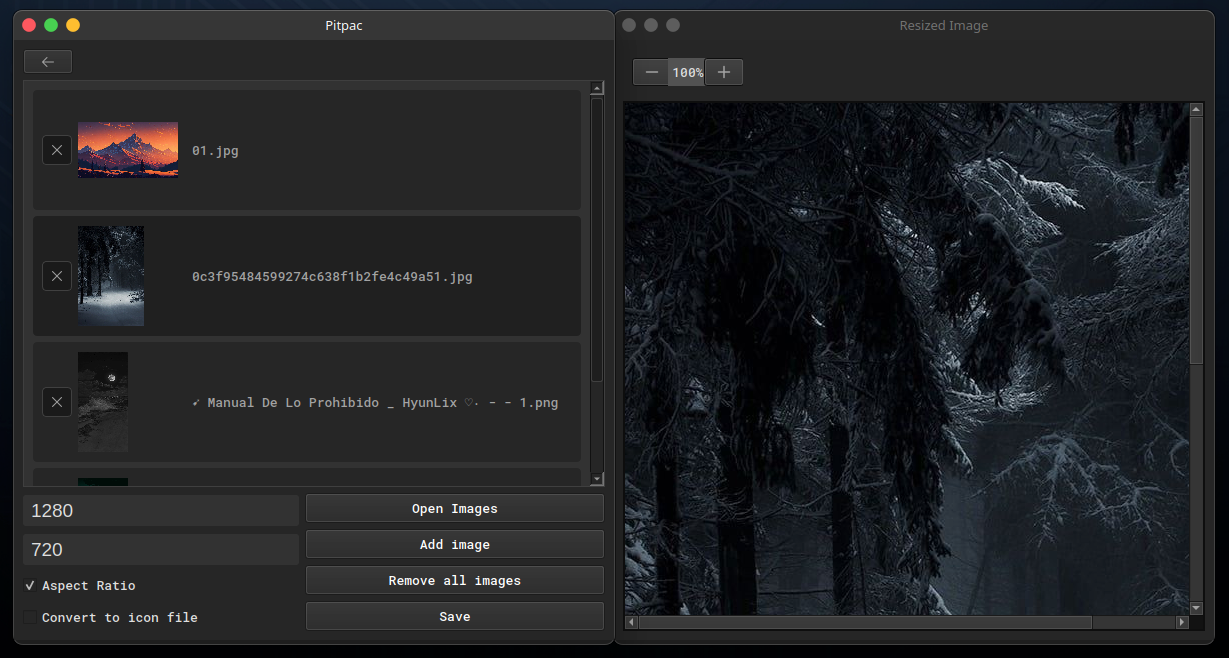 Pitpac
01.jpg
0c3f95484599274c638f1b2fe4c49a51.jpg
➶ Manual De Lo Prohibido _ HyunLix ♡. - - 1.png
1280
720
✓ Aspect Ratio
Convert to icon file
Open Images
Add image
Remove all images
Save
Resized Image
100%